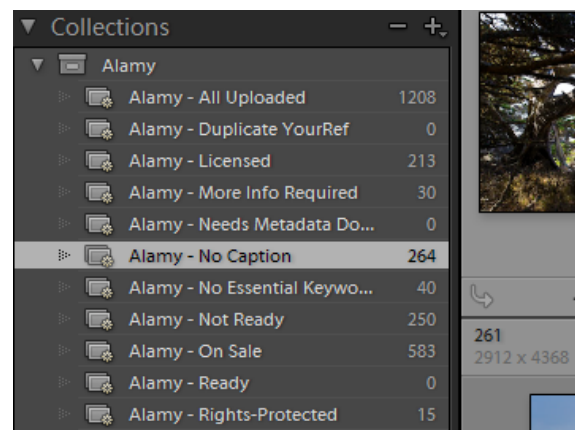 Collections
Alamy
Alamy - All Uploaded 1208
Alamy - Duplicate YourRef 0
Alamy - Licensed 213
Alamy - More Info Required 30
Alamy - Needs Metadata Do... 0
Alamy - No Caption 264
Alamy - No Essential Keywo... 40
Alamy - Not Ready 250
Alamy - On Sale 583
Alamy - Ready 0
Alamy - Rights-Protected 15
261
2912 x 4368